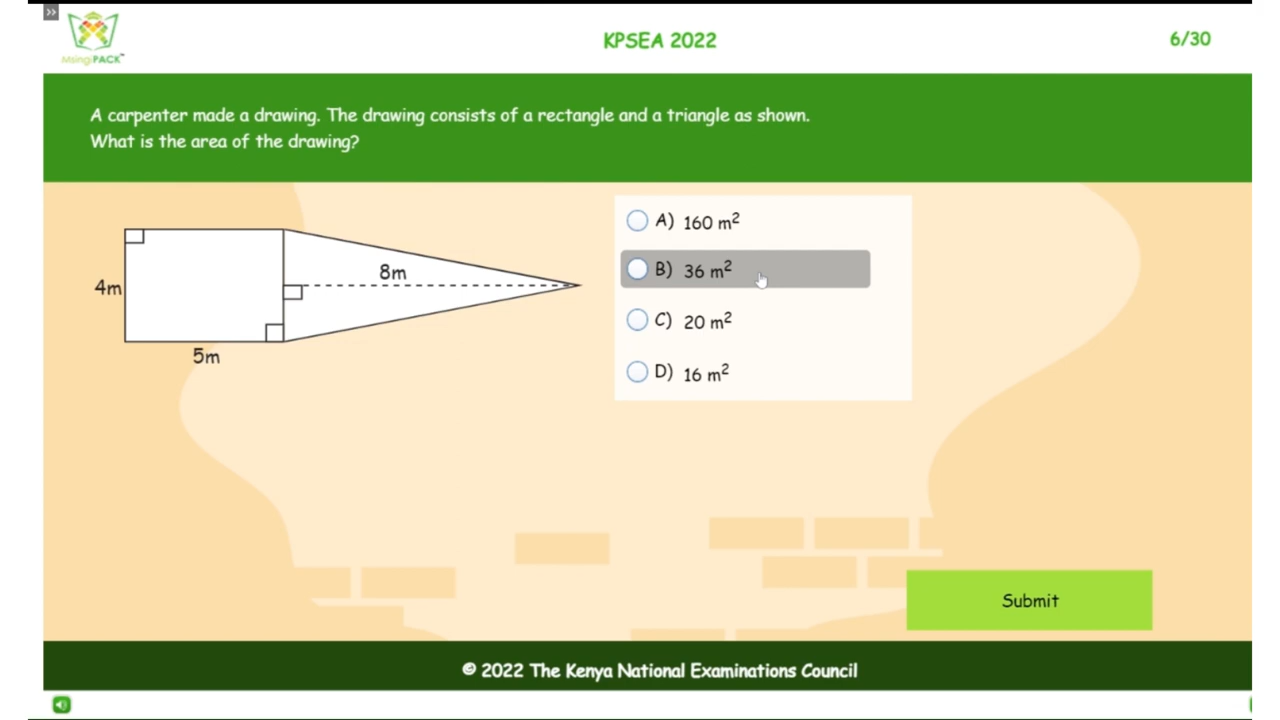 »
MsingiPACK™
KPSEA 2022
6/30
A carpenter made a drawing. The drawing consists of a rectangle and a triangle as shown.
What is the area of the drawing?
4m
8m
5m
A) 160 m²
B) 36 m²
C) 20 m²
D) 16 m²
Submit
© 2022 The Kenya National Examinations Council